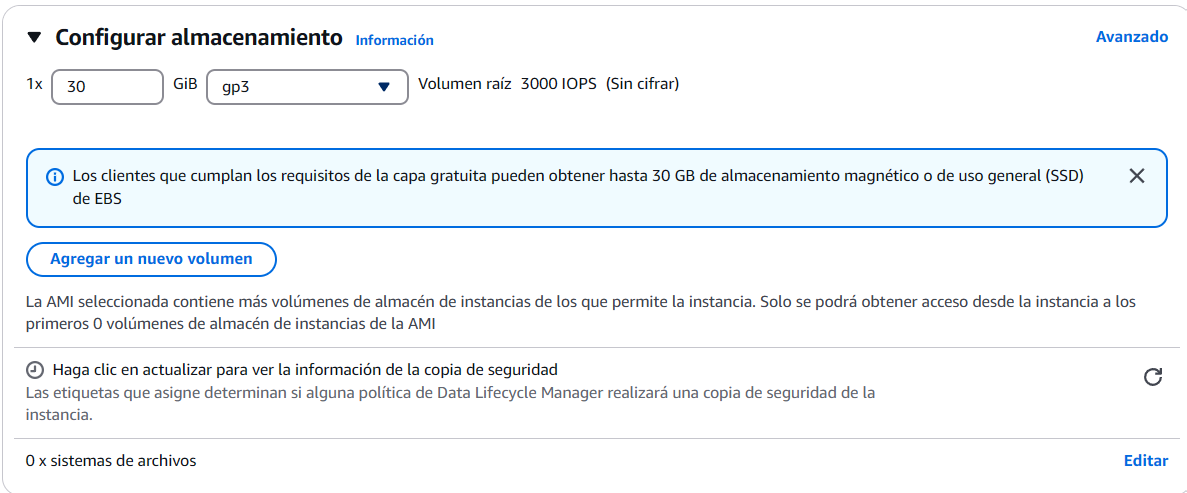 Configurar almacenamiento Información Avanzado
1x 30 GiB gp3 Volumen raíz 3000 IOPS (Sin cifrar)
Los clientes que cumplan los requisitos de la capa gratuita pueden obtener hasta 30 GB de almacenamiento magnético o de uso general (SSD)
de EBS
Agregar un nuevo volumen
La AMI seleccionada contiene más volúmenes de almacén de instancias de los que permite la instancia. Solo se podrá obtener acceso desde la instancia a los
primeros 0 volúmenes de almacén de instancias de la AMI
Haga clic en actualizar para ver la información de la copia de seguridad
Las etiquetas que asigne determinan si alguna política de Data Lifecycle Manager realizará una copia de seguridad de la
instancia.
0 x sistemas de archivos Editar